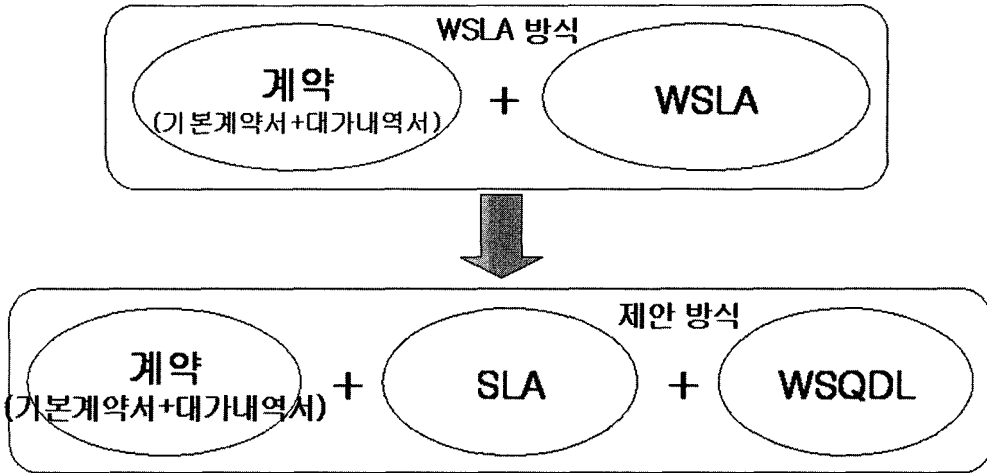 WSLA 방식
계약
(기본계약서+대가내역서)
+
WSLA
제안 방식
계약
(기본계약서+대가내역서)
+
SLA
+
WSQDL